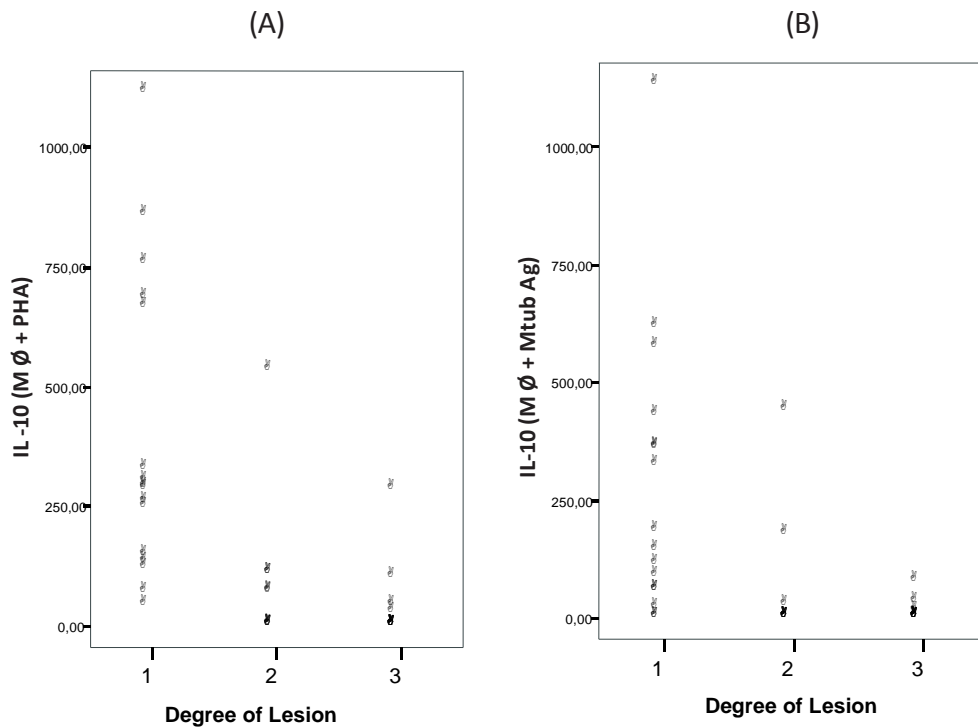 (A)
1000,00
750,00
500,00
250,00
0,00
IL-10 (M Ø + PHA)
1
2
3
Degree of Lesion
(B)
1000,00
750,00
500,00
250,00
0,00
IL-10 (M Ø + Mtub Ag)
1
2
3
Degree of Lesion